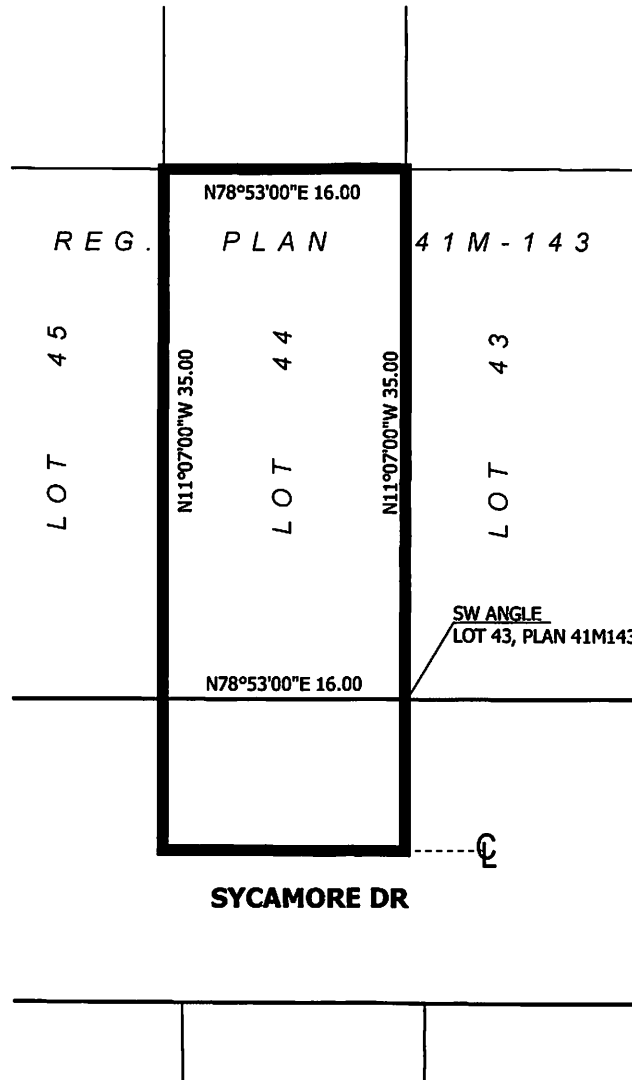 N78°53'00"E 16.00
REG. PLAN 41M-143
LOT 45
LOT 44
LOT 43
N11°07'00"W 35.00
N11°07'00"W 35.00
SW ANGLE
LOT 43, PLAN 41M143
N78°53'00"E 16.00
℄
SYCAMORE DR